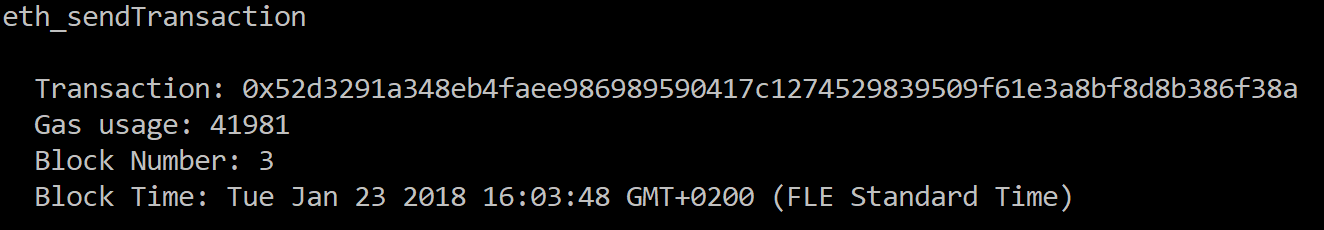 eth_sendTransaction
Transaction: 0x52d3291a348eb4faee986989590417c1274529839509f61e3a8bf8d8b386f38a
Gas usage: 41981
Block Number: 3
Block Time: Tue Jan 23 2018 16:03:48 GMT+0200 (FLE Standard Time)